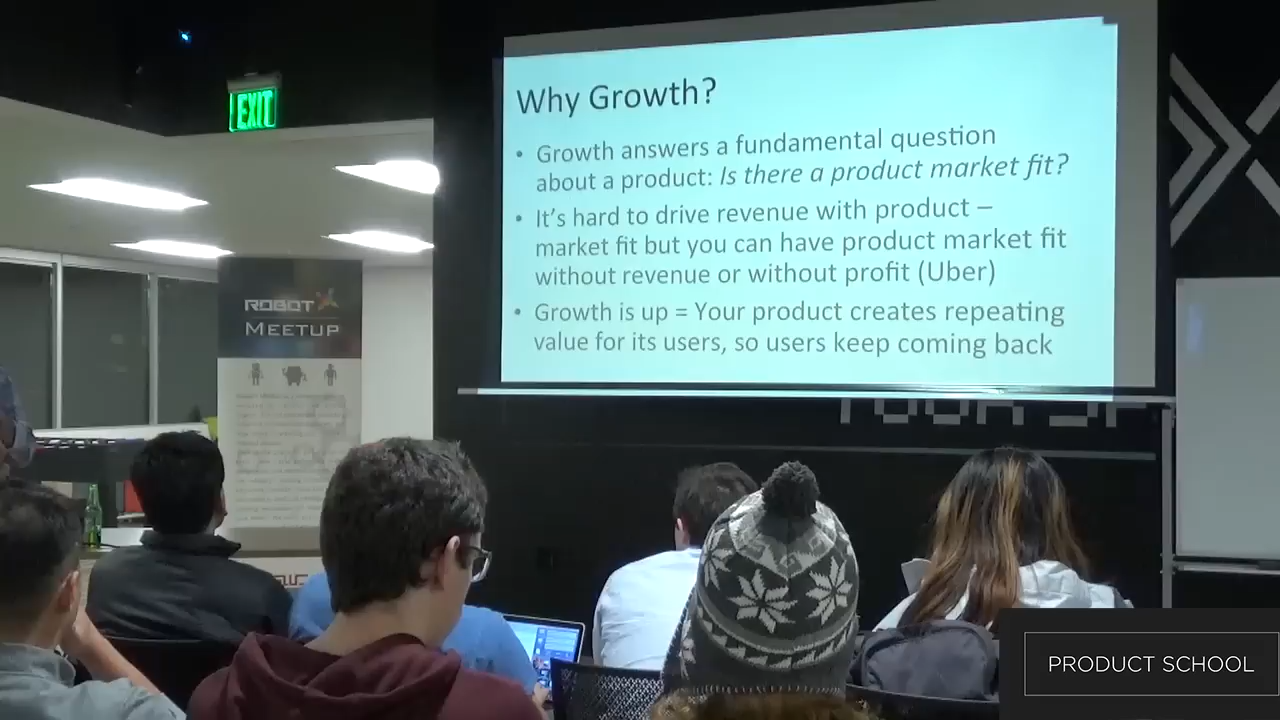 EXIT
Why Growth?
• Growth answers a fundamental question
about a product: Is there a product market fit?
• It's hard to drive revenue with product –
market fit but you can have product market fit
without revenue or without profit (Uber)
• Growth is up = Your product creates repeating
value for its users, so users keep coming back
ROBOT
MEETUP
PRODUCT SCHOOL